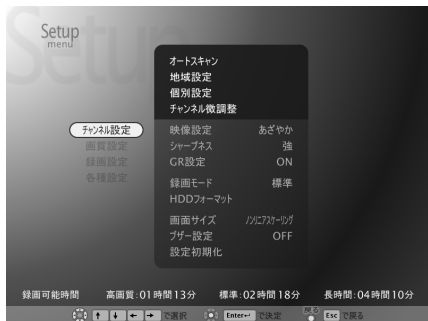 Setup
menu
オートスキャン
地域設定
個別設定
チャンネル微調整
チャンネル設定
画質設定
録画設定
各種設定
映像設定 あざやか
シャープネス 強
GR設定 ON
録画モード 標準
HDDフォーマット
画面サイズ ノンリニアスケーリング
ブザー設定 OFF
設定初期化
録画可能時間 高画質:01時間13分 標準:02時間18分 長時間:04時間10分
↑ ↓ ← → で選択 Enter↵ で決定 戻る Esc で戻る